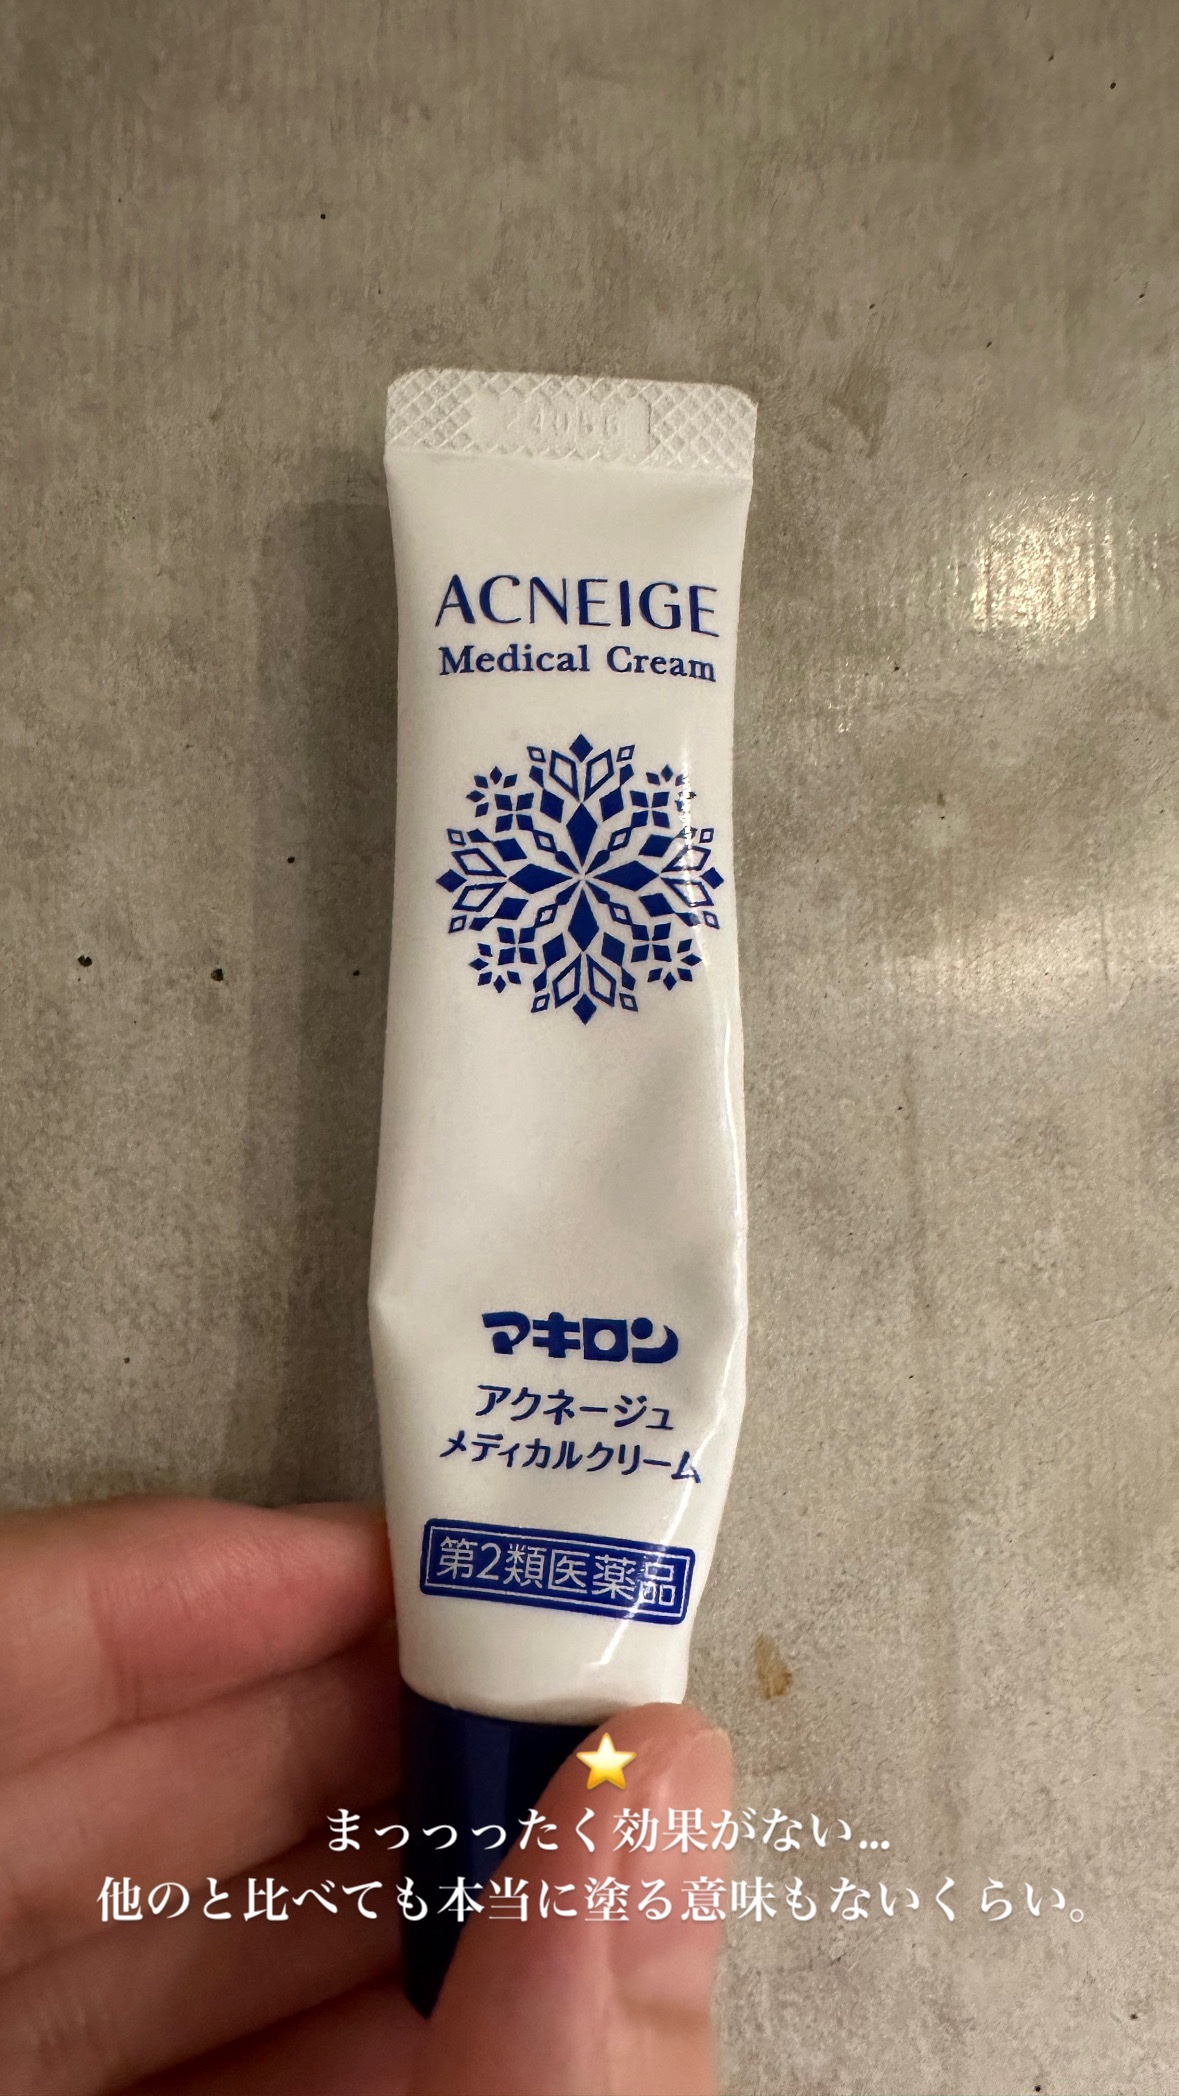 ACNEIGE
Medical Cream
マキロン
アクネージュ
メディカルクリーム
第2類医薬品
まっっったく効果がない...
他のと比べても本当に塗る意味もないくらい。